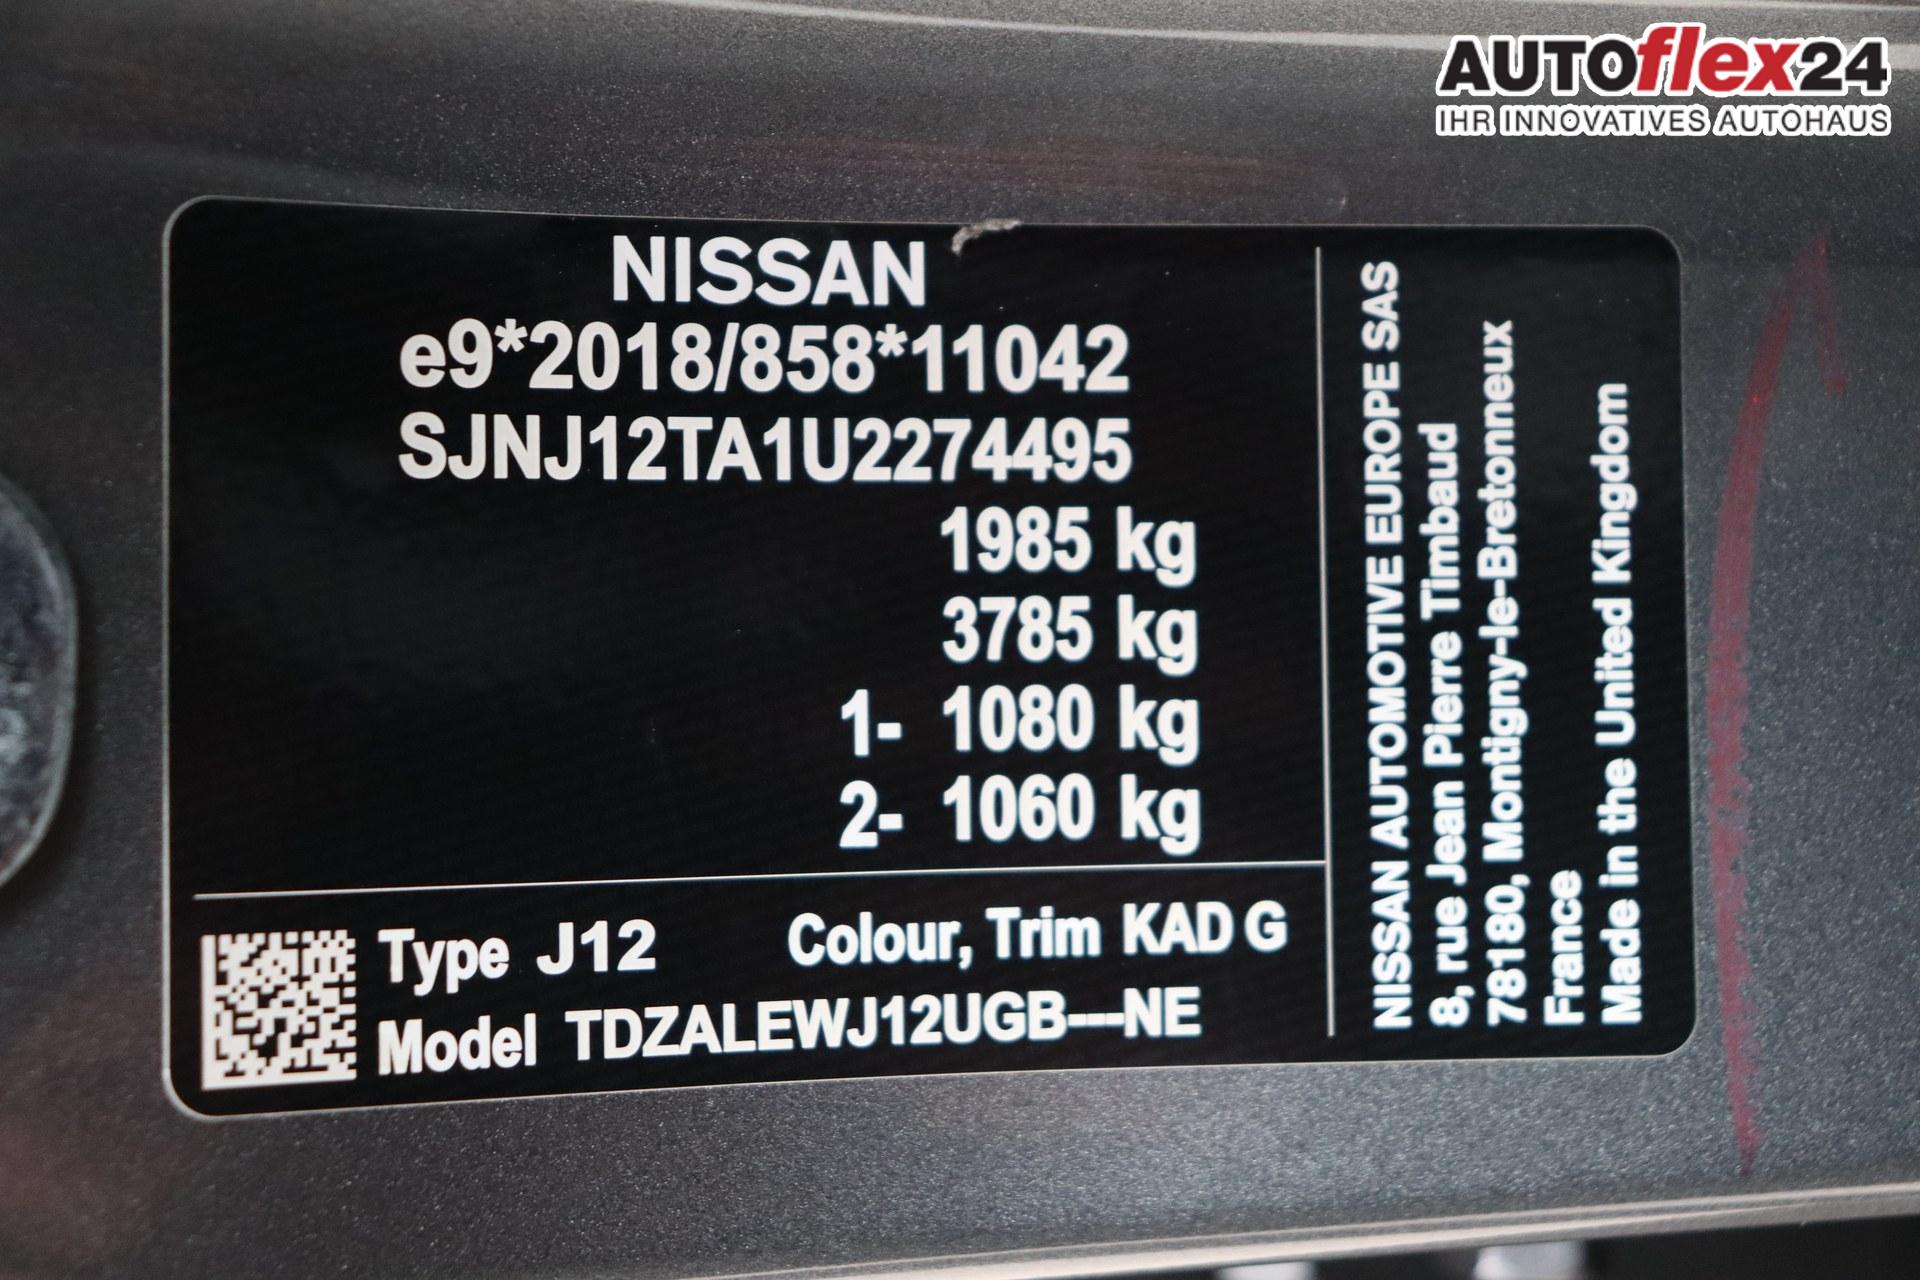 AUTOflex24
IHR INNOVATIVES AUTOHAUS
NISSAN
e9*2018/858*11042
SJNJ12TA1U2274495
1985 kg
3785 kg
1- 1080 kg
2- 1060 kg
Type J12 Colour, Trim KAD G
Model TDZALEWJ12UGB---NE
NISSAN AUTOMOTIVE EUROPE SAS
8, rue Jean Pierre Timbaud
78180, Montigny-le-Bretonneux
France
Made in the United Kingdom